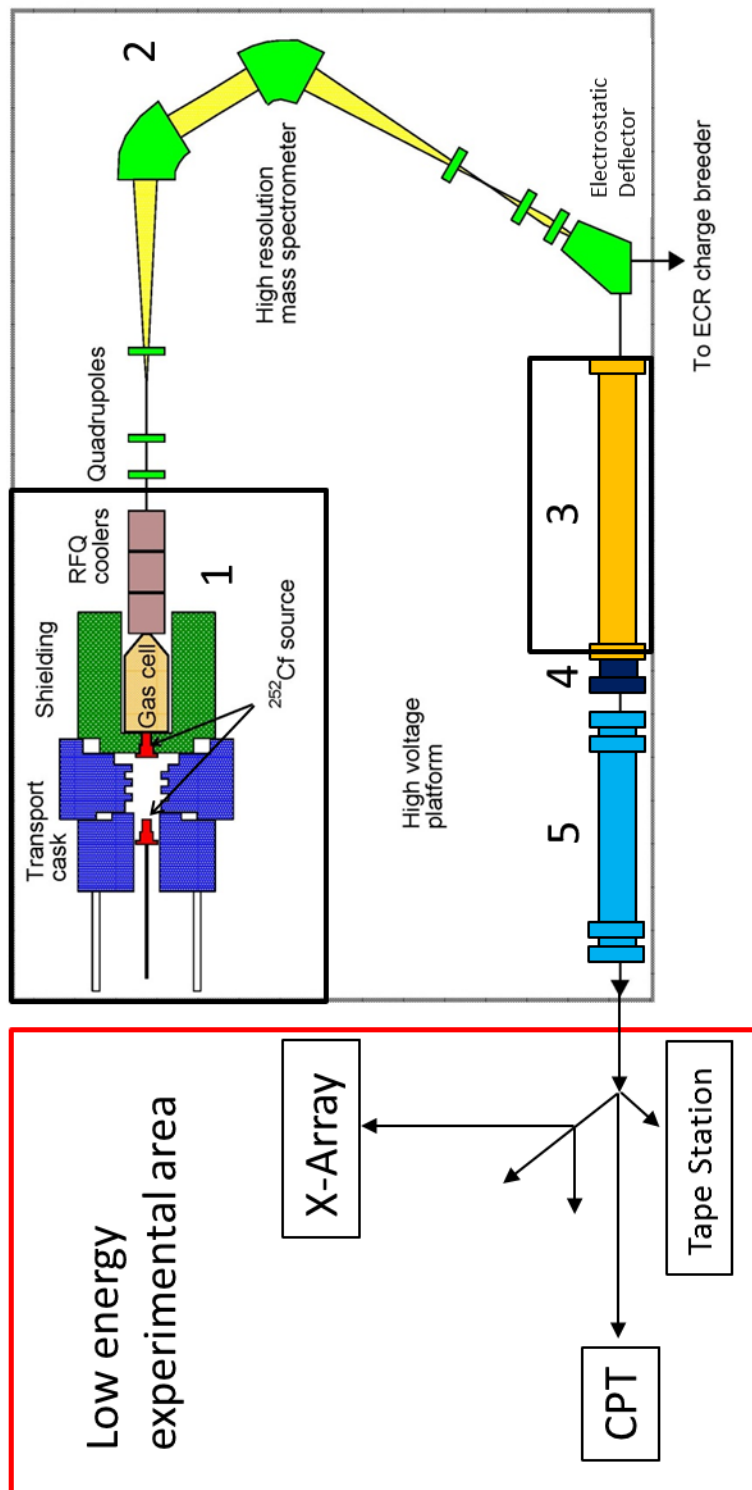 Low energy
experimental area
X-Array
CPT
Tape Station
Transport
cask
Shielding
RFQ
coolers
Gas cell
²⁵²Cf source
1
Quadrupoles
2
High resolution
mass spectrometer
Electrostatic
Deflector
To ECR charge breeder
High voltage
platform
5
4
3